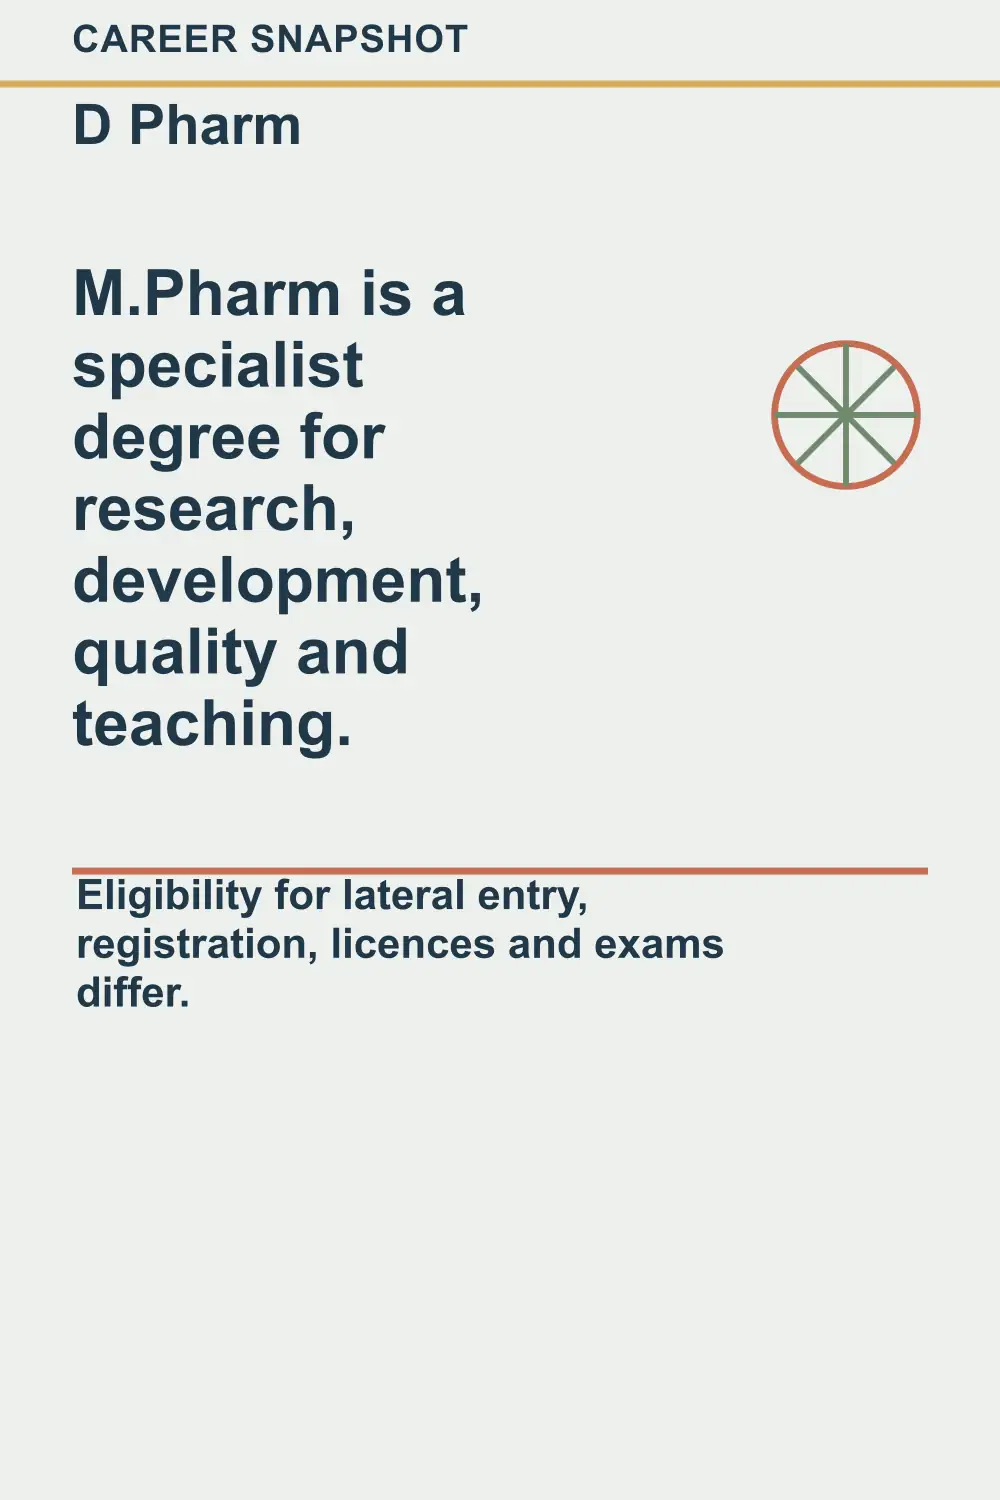 CAREER SNAPSHOT
D Pharm
M.Pharm is a
specialist
degree for
research,
development,
quality and
teaching.
Eligibility for lateral entry,
registration, licences and exams
differ.